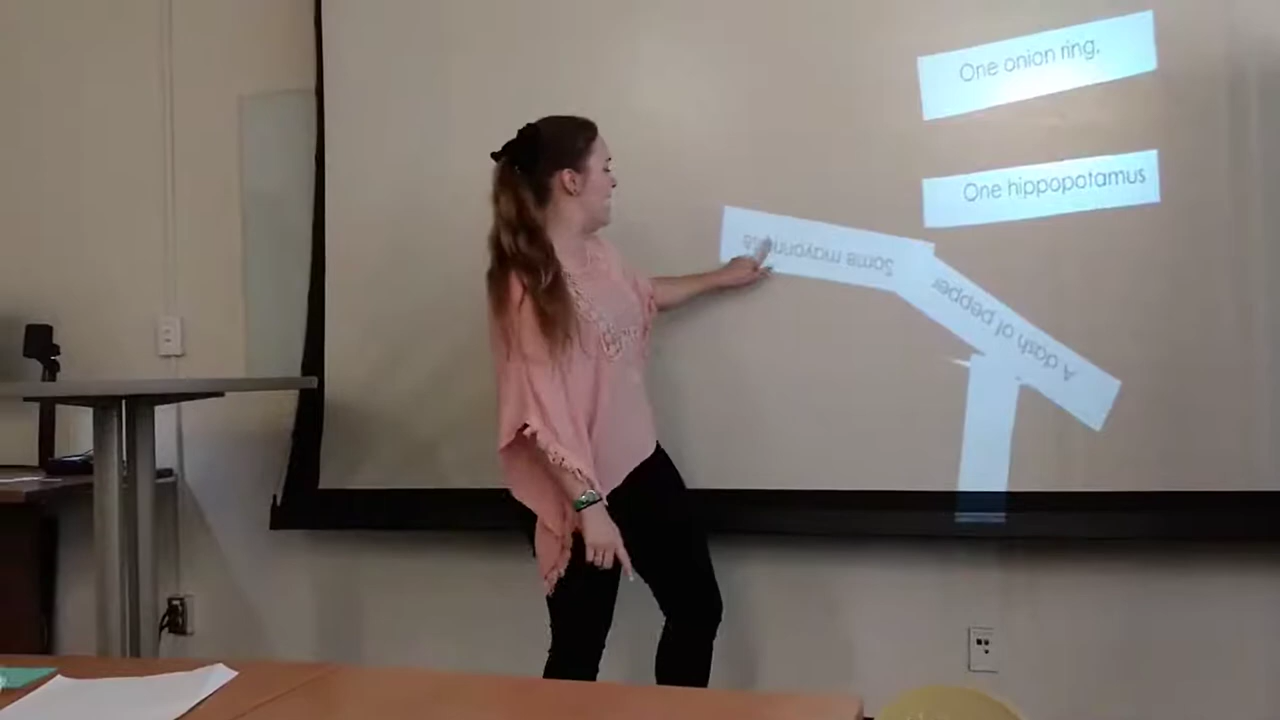 One onion ring.
One hippopotamus
Some mayonnaise
A dash of pepper